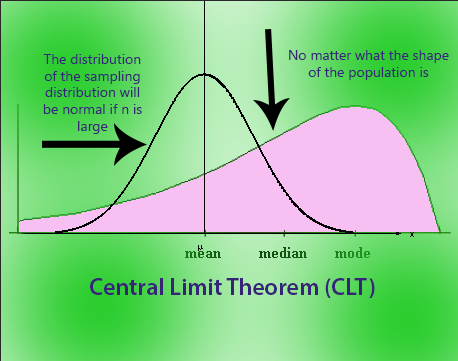 The distribution
of the sampling
distribution will
be normal if n is
large
No matter what the shape
of the population is
μ
x
mean
median
mode
Central Limit Theorem (CLT)